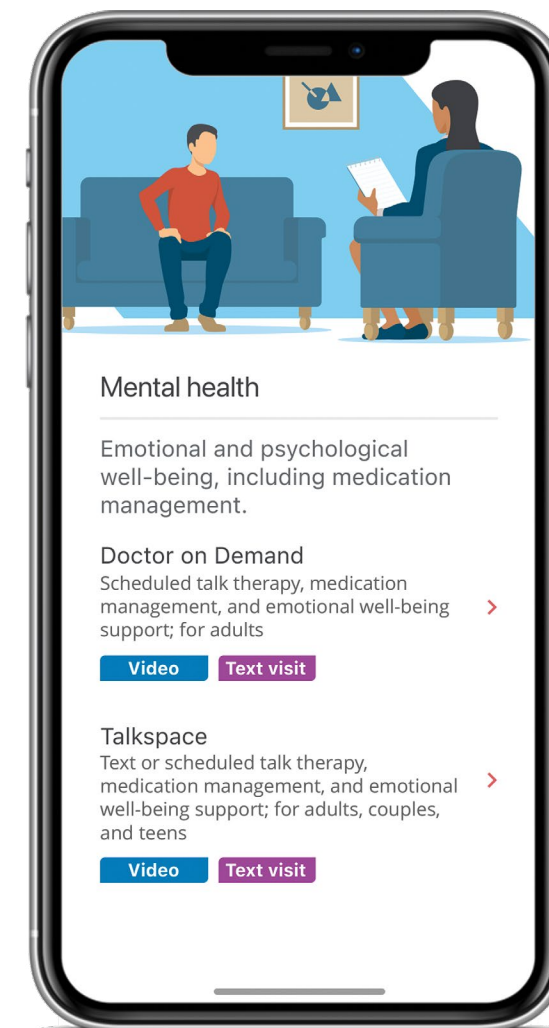 Mental health
Emotional and psychological
well-being, including medication
management.
Doctor on Demand
Scheduled talk therapy, medication
management, and emotional well-being
support; for adults
Video Text visit
Talkspace
Text or scheduled talk therapy,
medication management, and emotional
well-being support; for adults, couples,
and teens
Video Text visit